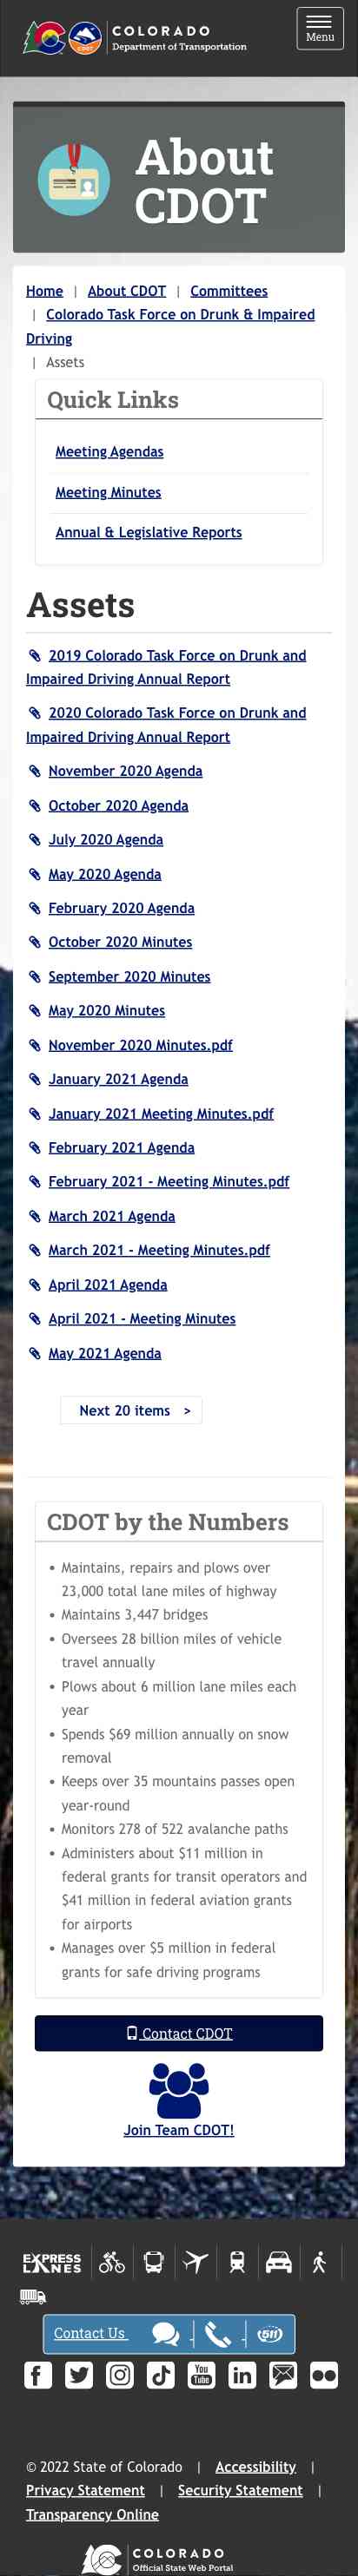 COLORADO
Department of Transportation
Menu
About
CDOT
Home | About CDOT | Committees
| Colorado Task Force on Drunk & Impaired
Driving
| Assets
Quick Links
Meeting Agendas
Meeting Minutes
Annual & Legislative Reports
Assets
2019 Colorado Task Force on Drunk and
Impaired Driving Annual Report
2020 Colorado Task Force on Drunk and
Impaired Driving Annual Report
November 2020 Agenda
October 2020 Agenda
July 2020 Agenda
May 2020 Agenda
February 2020 Agenda
October 2020 Minutes
September 2020 Minutes
May 2020 Minutes
November 2020 Minutes.pdf
January 2021 Agenda
January 2021 Meeting Minutes.pdf
February 2021 Agenda
February 2021 - Meeting Minutes.pdf
March 2021 Agenda
March 2021 - Meeting Minutes.pdf
April 2021 Agenda
April 2021 - Meeting Minutes
May 2021 Agenda
Next 20 items >
CDOT by the Numbers
• Maintains, repairs and plows over
23,000 total lane miles of highway
• Maintains 3,447 bridges
• Oversees 28 billion miles of vehicle
travel annually
• Plows about 6 million lane miles each
year
• Spends $69 million annually on snow
removal
• Keeps over 35 mountains passes open
year-round
• Monitors 278 of 522 avalanche paths
• Administers about $11 million in
federal grants for transit operators and
$41 million in federal aviation grants
for airports
• Manages over $5 million in federal
grants for safe driving programs
Contact CDOT
Join Team CDOT!
EXPRESS
LANES
Contact Us
511
You
Tube
in
© 2022 State of Colorado | Accessibility |
Privacy Statement | Security Statement |
Transparency Online
COLORADO
Official State Web Portal